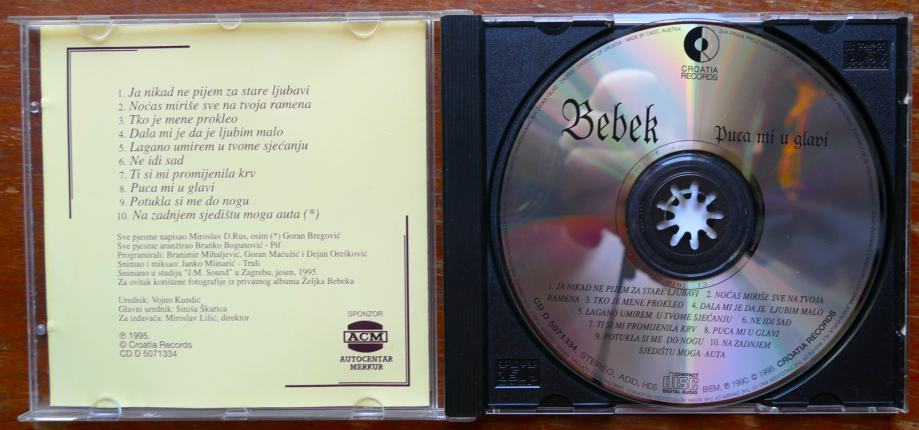 1. Ja nikad ne pijem za stare ljubavi
2. Noćas miriše sve na tvoja ramena
3. Tko je mene prokleo
4. Dala mi je da je ljubim malo
5. Lagano umirem u tvome sjećanju
6. Ne idi sad
7. Ti si mi promijenila krv
8. Puca mi u glavi
9. Potukla si me do nogu
10. Na zadnjem sjedištu moga auta (*)
Sve pjesme napisao Miroslav D.Rus, osim (*) Goran Bregović
Sve pjesme aranžirao Branko Bogunović - Pif
Programirali: Branimir Mihaljević, Goran Maćužić i Dejan Orešković
Snimao i miksao: Janko Mlinarić - Truli
Snimano u studiju "J.M. Sound" u Zagrebu, jesen, 1995.
Za ovitak korištene fotografije iz privatnog albuma Željka Bebeka
Urednik: Vojno Kundić
Glavni urednik: Siniša Škarica
Za izdavača: Miroslav Lilić, direktor
℗ 1995.
© Croatia Records
CD D 5071334
SPONZOR
ACM
AUTOCENTAR
MERKUR
CROATIA
RECORDS
Bebek
Puca mi u glavi
1. JA NIKAD NE PIJEM ZA STARE LJUBAVI 2. NOĆAS MIRIŠE SVE NA TVOJA
RAMENA 3. TKO JE MENE PROKLEO 4. DALA MI JE DA JE LJUBIM MALO
5. LAGANO UMIREM U TVOME SJEĆANJU 6. NE IDI SAD
7. TI SI MI PROMIJENILA KRV 8. PUCA MI U GLAVI
9. POTUKLA SI ME DO NOGU 10. NA ZADNJEM
SJEDIŠTU MOGA AUTA
CD D 5071334, STEREO, ADD, HDS
COMPACT
disc
DIGITAL AUDIO
BIEM, ℗ 1990, © 1995, CROATIA RECORDS
MADE BY DADC, AUSTRIA